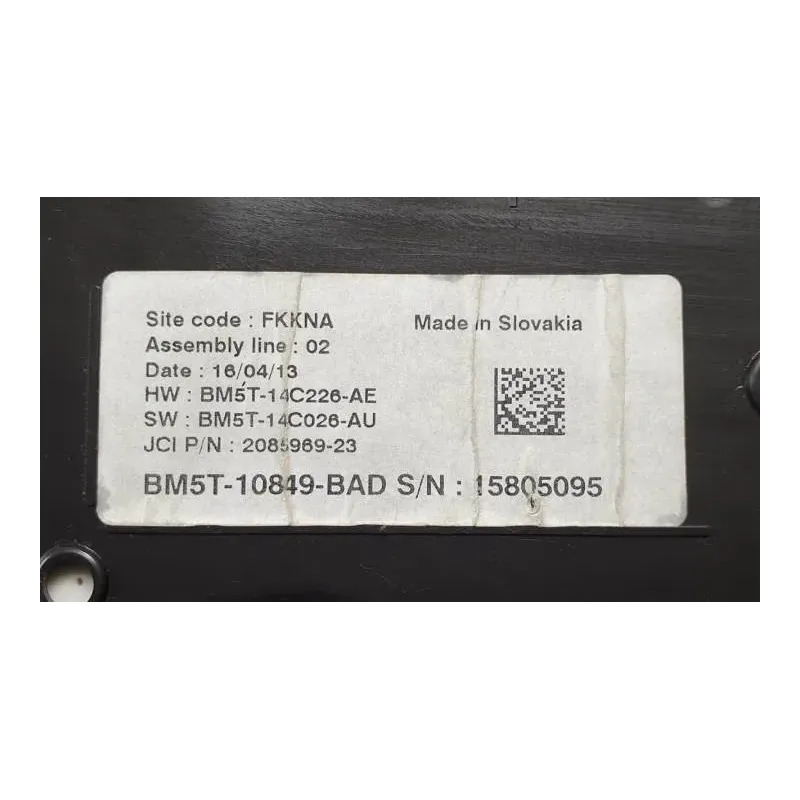 Site code : FKKNA Made in Slovakia
Assembly line : 02
Date : 16/04/13
HW : BM5T-14C226-AE
SW : BM5T-14C026-AU
JCI P/N : 2085969-23
BM5T-10849-BAD S/N : 15805095